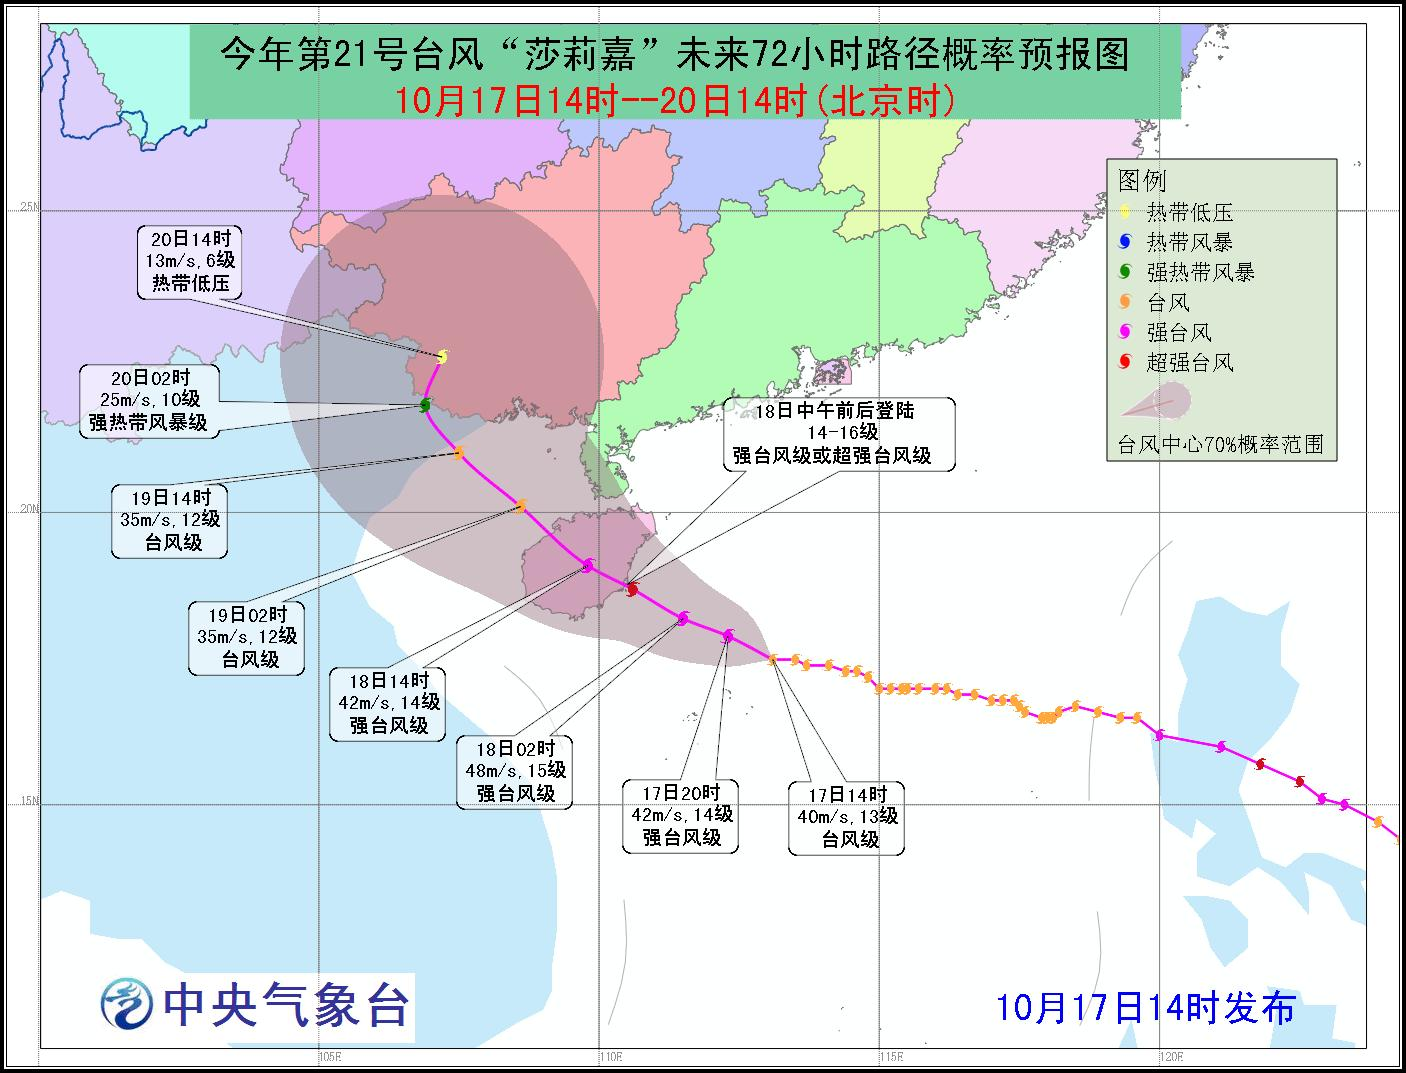 今年第21号台风“莎莉嘉”未来72小时路径概率预报图
10月17日14时--20日14时(北京时)
图例
热带低压
热带风暴
强热带风暴
台风
强台风
超强台风
台风中心70%概率范围
25N
20N
15N
20日14时
13m/s,6级
热带低压
20日02时
25m/s,10级
强热带风暴级
19日14时
35m/s,12级
台风级
19日02时
35m/s,12级
台风级
18日14时
42m/s,14级
强台风级
18日02时
48m/s,15级
强台风级
17日20时
42m/s,14级
强台风级
17日14时
40m/s,13级
台风级
18日中午前后登陆
14-16级
强台风级或超强台风级
中央气象台
10月17日14时发布
105E
110E
115E
120E